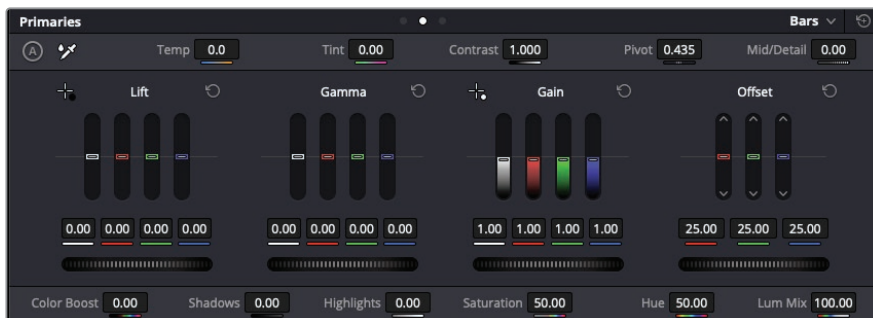 Primaries Bars
A Temp 0.0 Tint 0.00 Contrast 1.000 Pivot 0.435 Mid/Detail 0.00
Lift Gamma Gain Offset
0.00 0.00 0.00 0.00 0.00 0.00 0.00 0.00 1.00 1.00 1.00 1.00 25.00 25.00 25.00
Color Boost 0.00 Shadows 0.00 Highlights 0.00 Saturation 50.00 Hue 50.00 Lum Mix 100.00